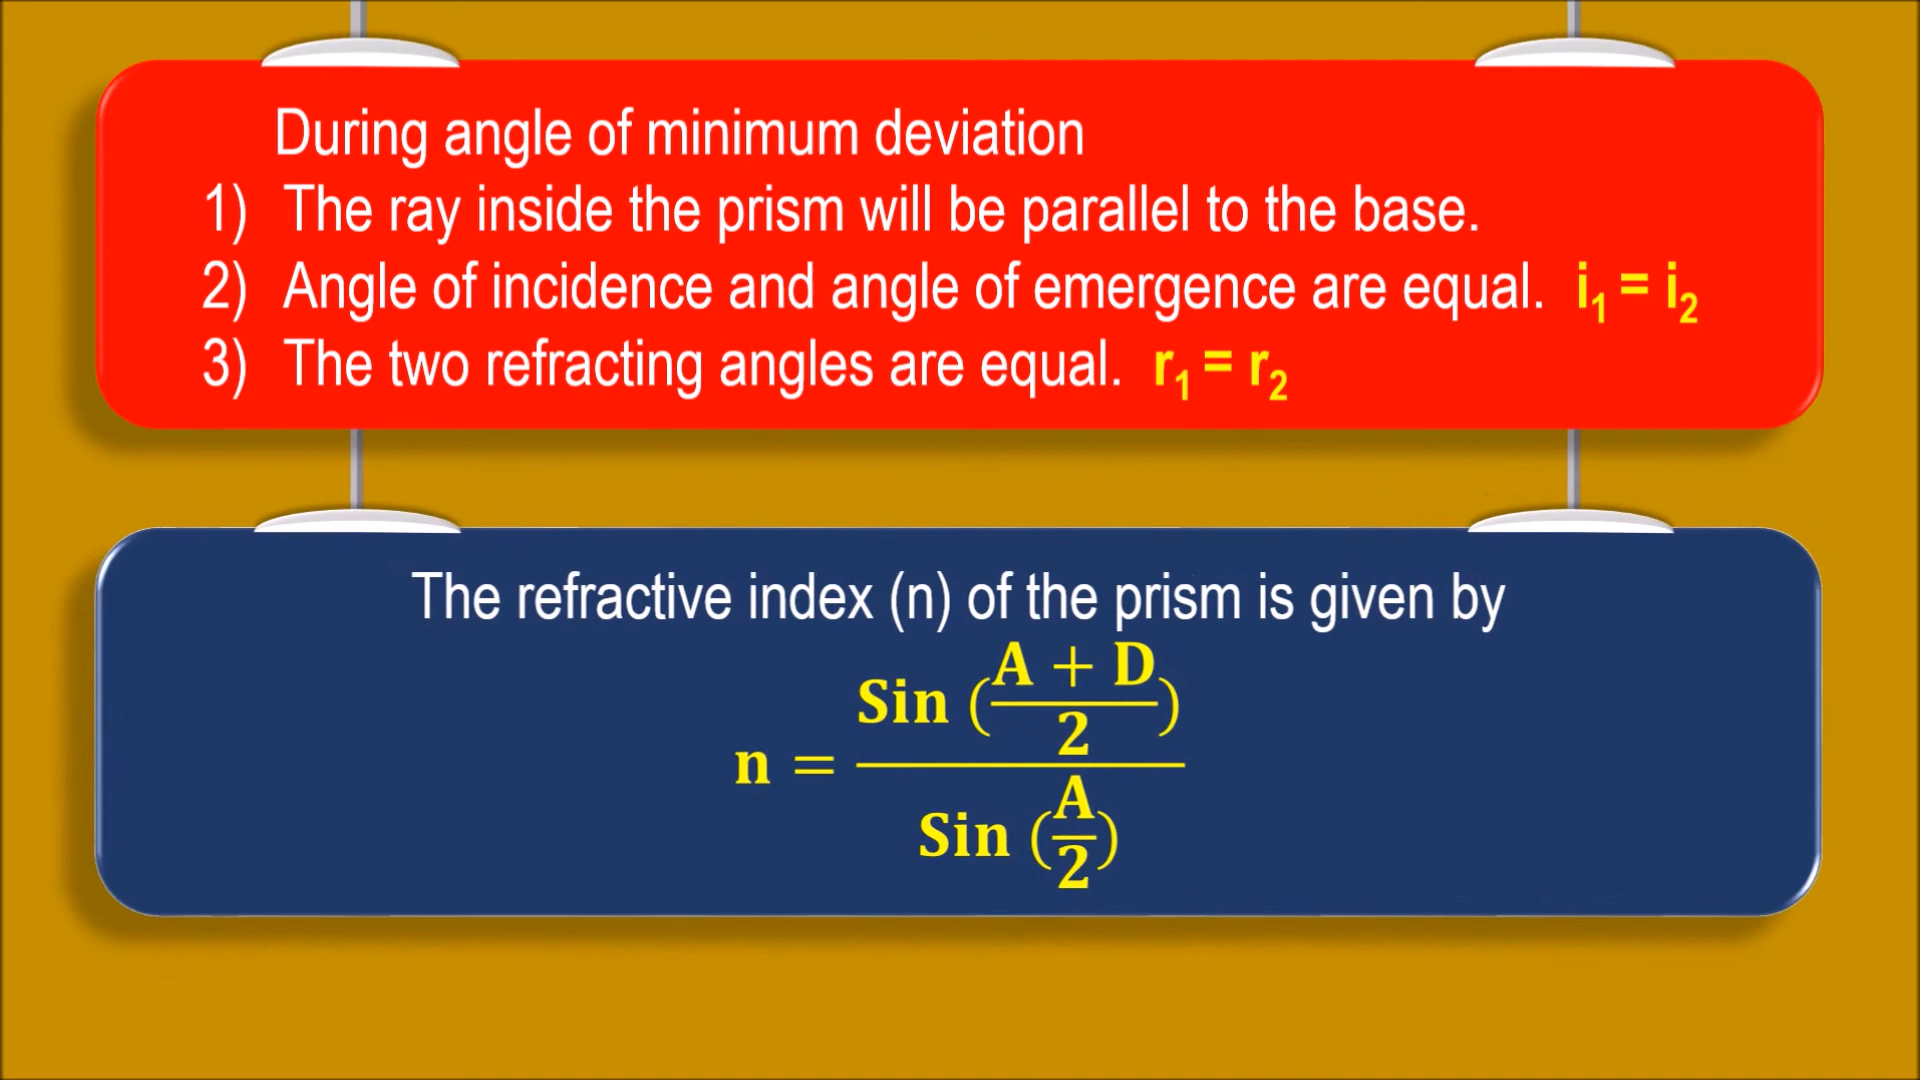 During angle of minimum deviation
1) The ray inside the prism will be parallel to the base.
2) Angle of incidence and angle of emergence are equal. i₁ = i₂
3) The two refracting angles are equal. r₁ = r₂
The refractive index (n) of the prism is given by
n = Sin ((A + D)/2) / Sin (A/2)